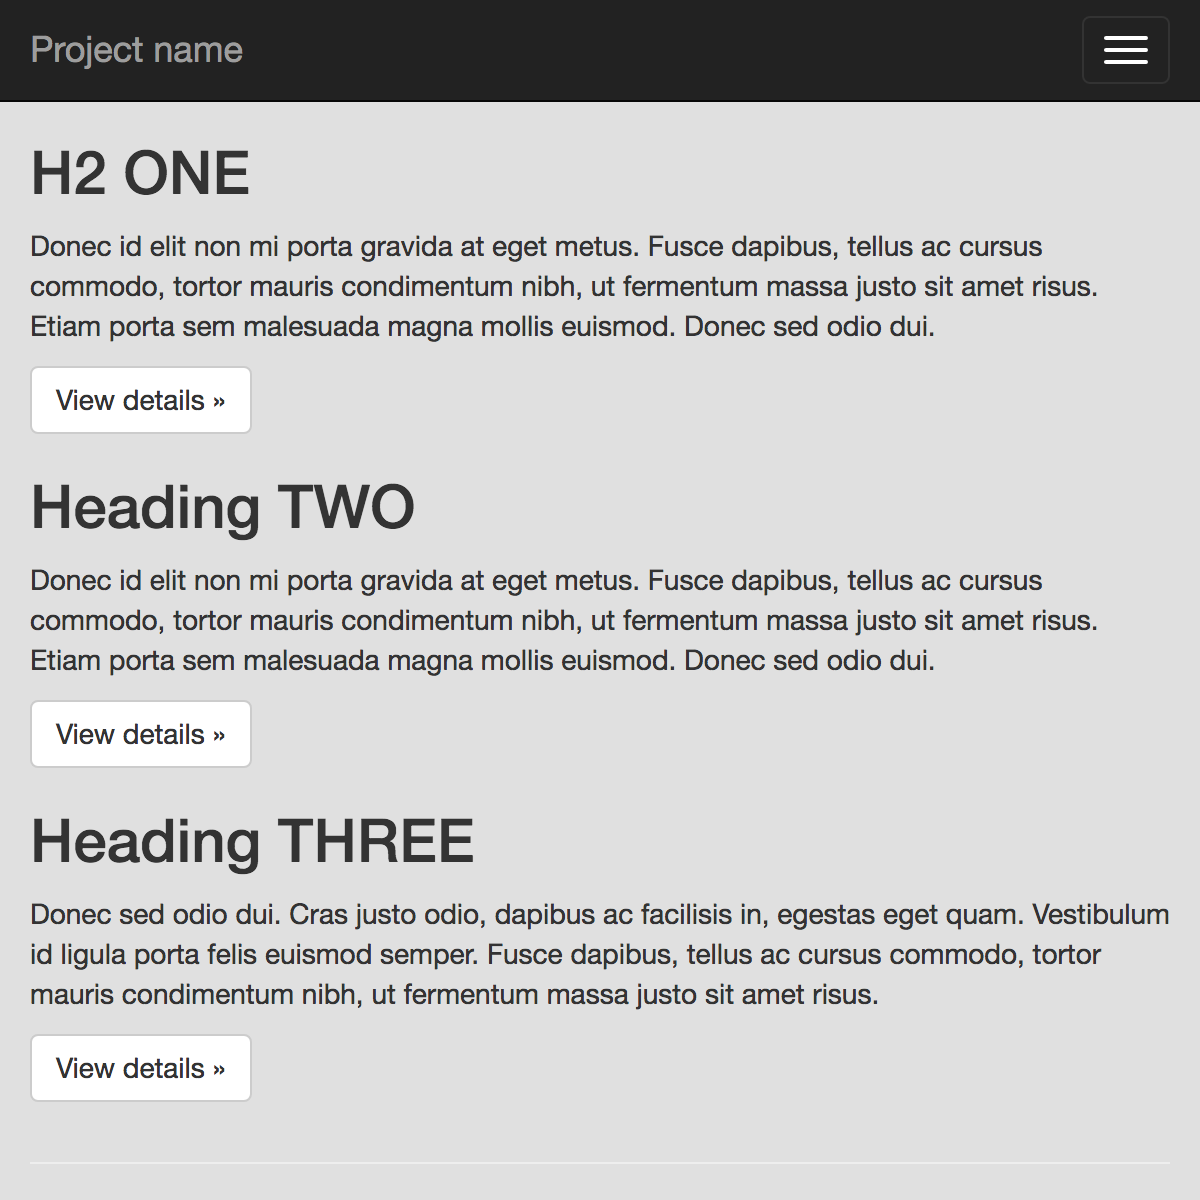 Project name
H2 ONE
Donec id elit non mi porta gravida at eget metus. Fusce dapibus, tellus ac cursus
commodo, tortor mauris condimentum nibh, ut fermentum massa justo sit amet risus.
Etiam porta sem malesuada magna mollis euismod. Donec sed odio dui.
View details »
Heading TWO
Donec id elit non mi porta gravida at eget metus. Fusce dapibus, tellus ac cursus
commodo, tortor mauris condimentum nibh, ut fermentum massa justo sit amet risus.
Etiam porta sem malesuada magna mollis euismod. Donec sed odio dui.
View details »
Heading THREE
Donec sed odio dui. Cras justo odio, dapibus ac facilisis in, egestas eget quam. Vestibulum
id ligula porta felis euismod semper. Fusce dapibus, tellus ac cursus commodo, tortor
mauris condimentum nibh, ut fermentum massa justo sit amet risus.
View details »